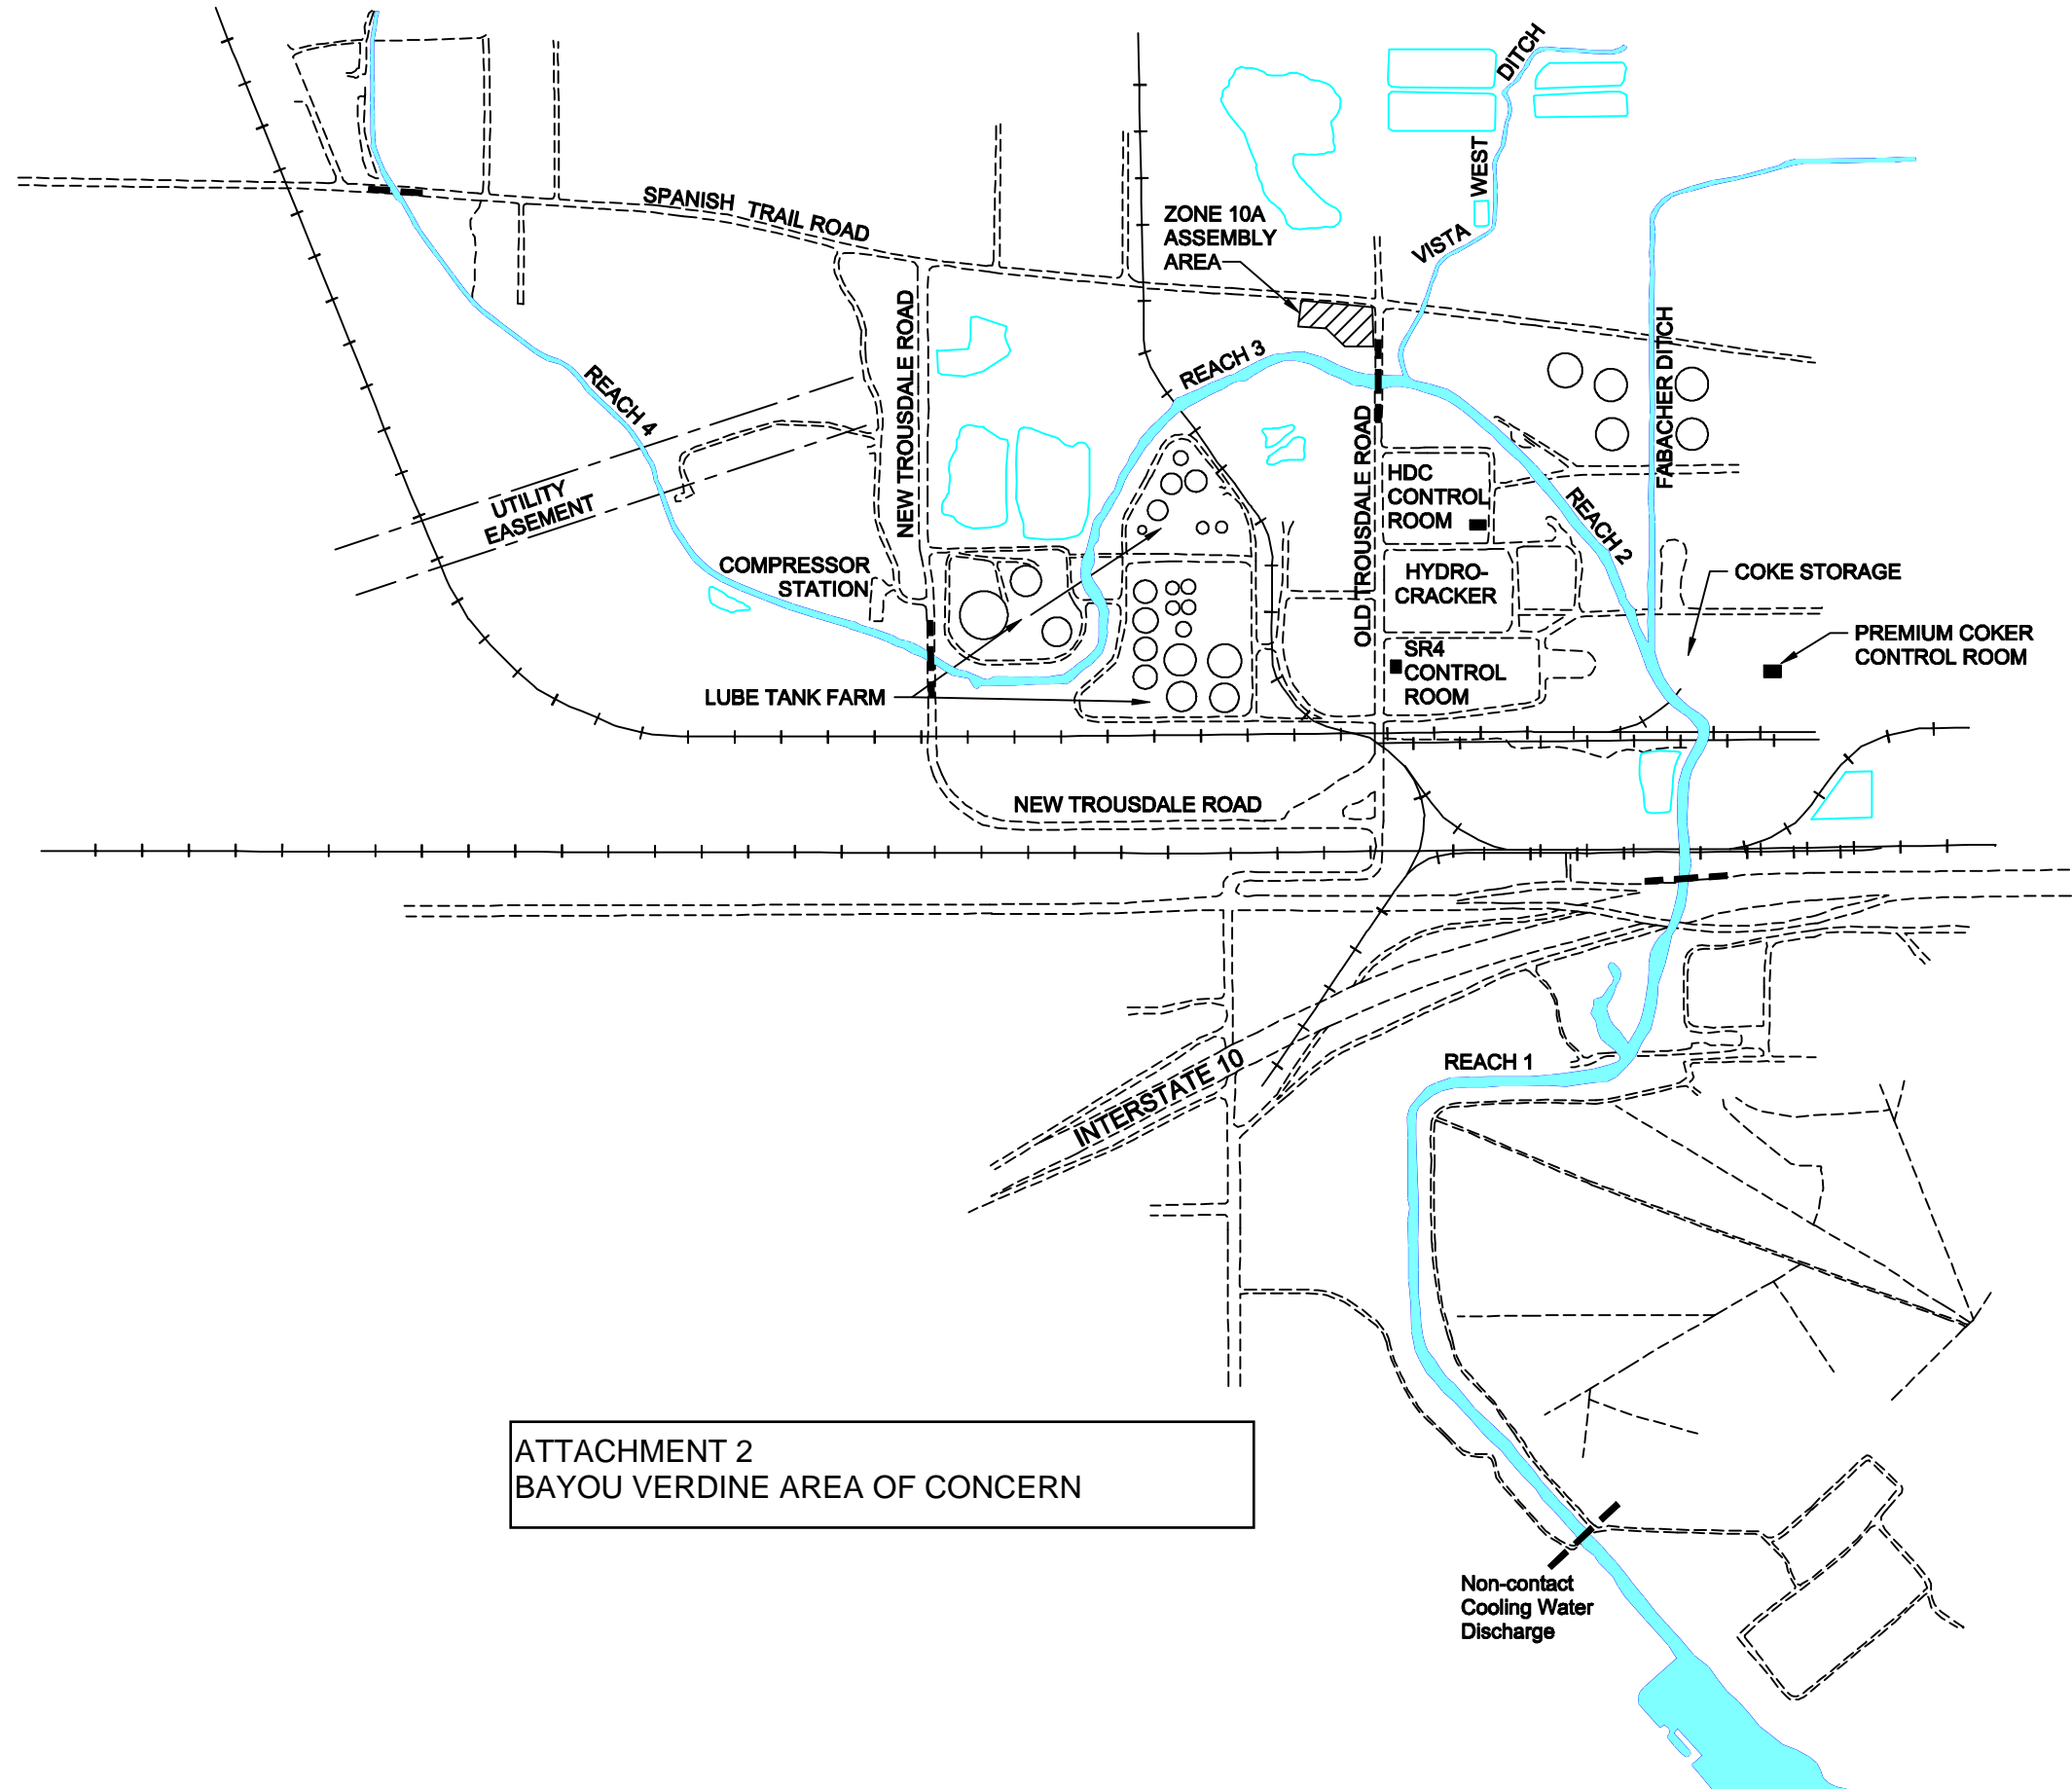 DITCH
WEST
VISTA
SPANISH TRAIL ROAD
ZONE 10A
ASSEMBLY
AREA
NEW TROUSDALE ROAD
REACH 3
FABACHER DITCH
REACH 4
OLD TROUSDALE ROAD
HDC
CONTROL
ROOM
REACH 2
UTILITY
EASEMENT
COMPRESSOR
STATION
HYDRO-
CRACKER
COKE STORAGE
SR4
CONTROL
ROOM
PREMIUM COKER
CONTROL ROOM
LUBE TANK FARM
NEW TROUSDALE ROAD
REACH 1
INTERSTATE 10
ATTACHMENT 2
BAYOU VERDINE AREA OF CONCERN
Non-contact
Cooling Water
Discharge